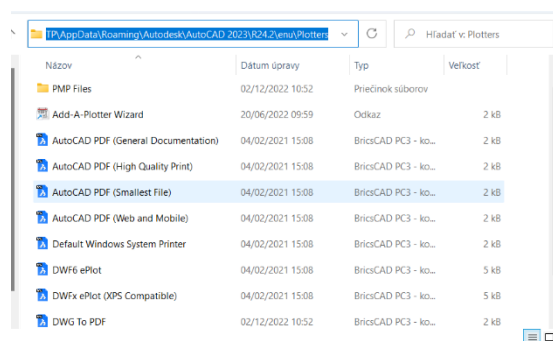 TP\AppData\Roaming\Autodesk\AutoCAD 2023\R24.2\enu\Plotters Hľadať v: Plotters
Názov Dátum úpravy Typ Veľkosť
PMP Files 02/12/2022 10:52 Priečinok súborov
Add-A-Plotter Wizard 20/06/2022 09:59 Odkaz 2 kB
AutoCAD PDF (General Documentation) 04/02/2021 15:08 BricsCAD PC3 - ko... 2 kB
AutoCAD PDF (High Quality Print) 04/02/2021 15:08 BricsCAD PC3 - ko... 2 kB
AutoCAD PDF (Smallest File) 04/02/2021 15:08 BricsCAD PC3 - ko... 2 kB
AutoCAD PDF (Web and Mobile) 04/02/2021 15:08 BricsCAD PC3 - ko... 2 kB
Default Windows System Printer 04/02/2021 15:08 BricsCAD PC3 - ko... 2 kB
DWF6 ePlot 04/02/2021 15:08 BricsCAD PC3 - ko... 5 kB
DWFx ePlot (XPS Compatible) 04/02/2021 15:08 BricsCAD PC3 - ko... 5 kB
DWG To PDF 02/12/2022 10:52 BricsCAD PC3 - ko... 2 kB